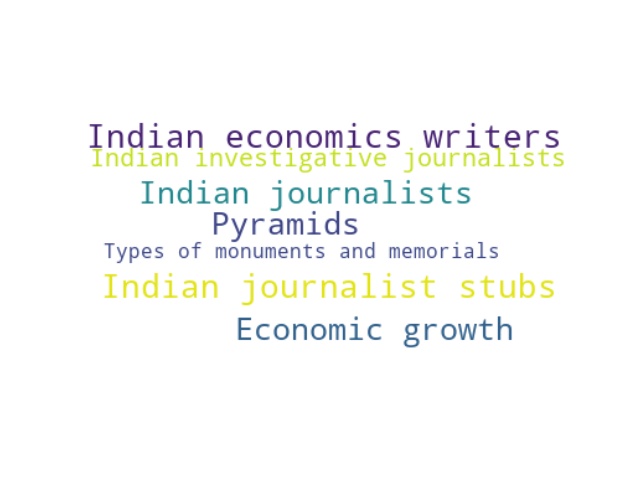 Indian economics writers
Indian investigative journalists
Indian journalists
Pyramids
Types of monuments and memorials
Indian journalist stubs
Economic growth